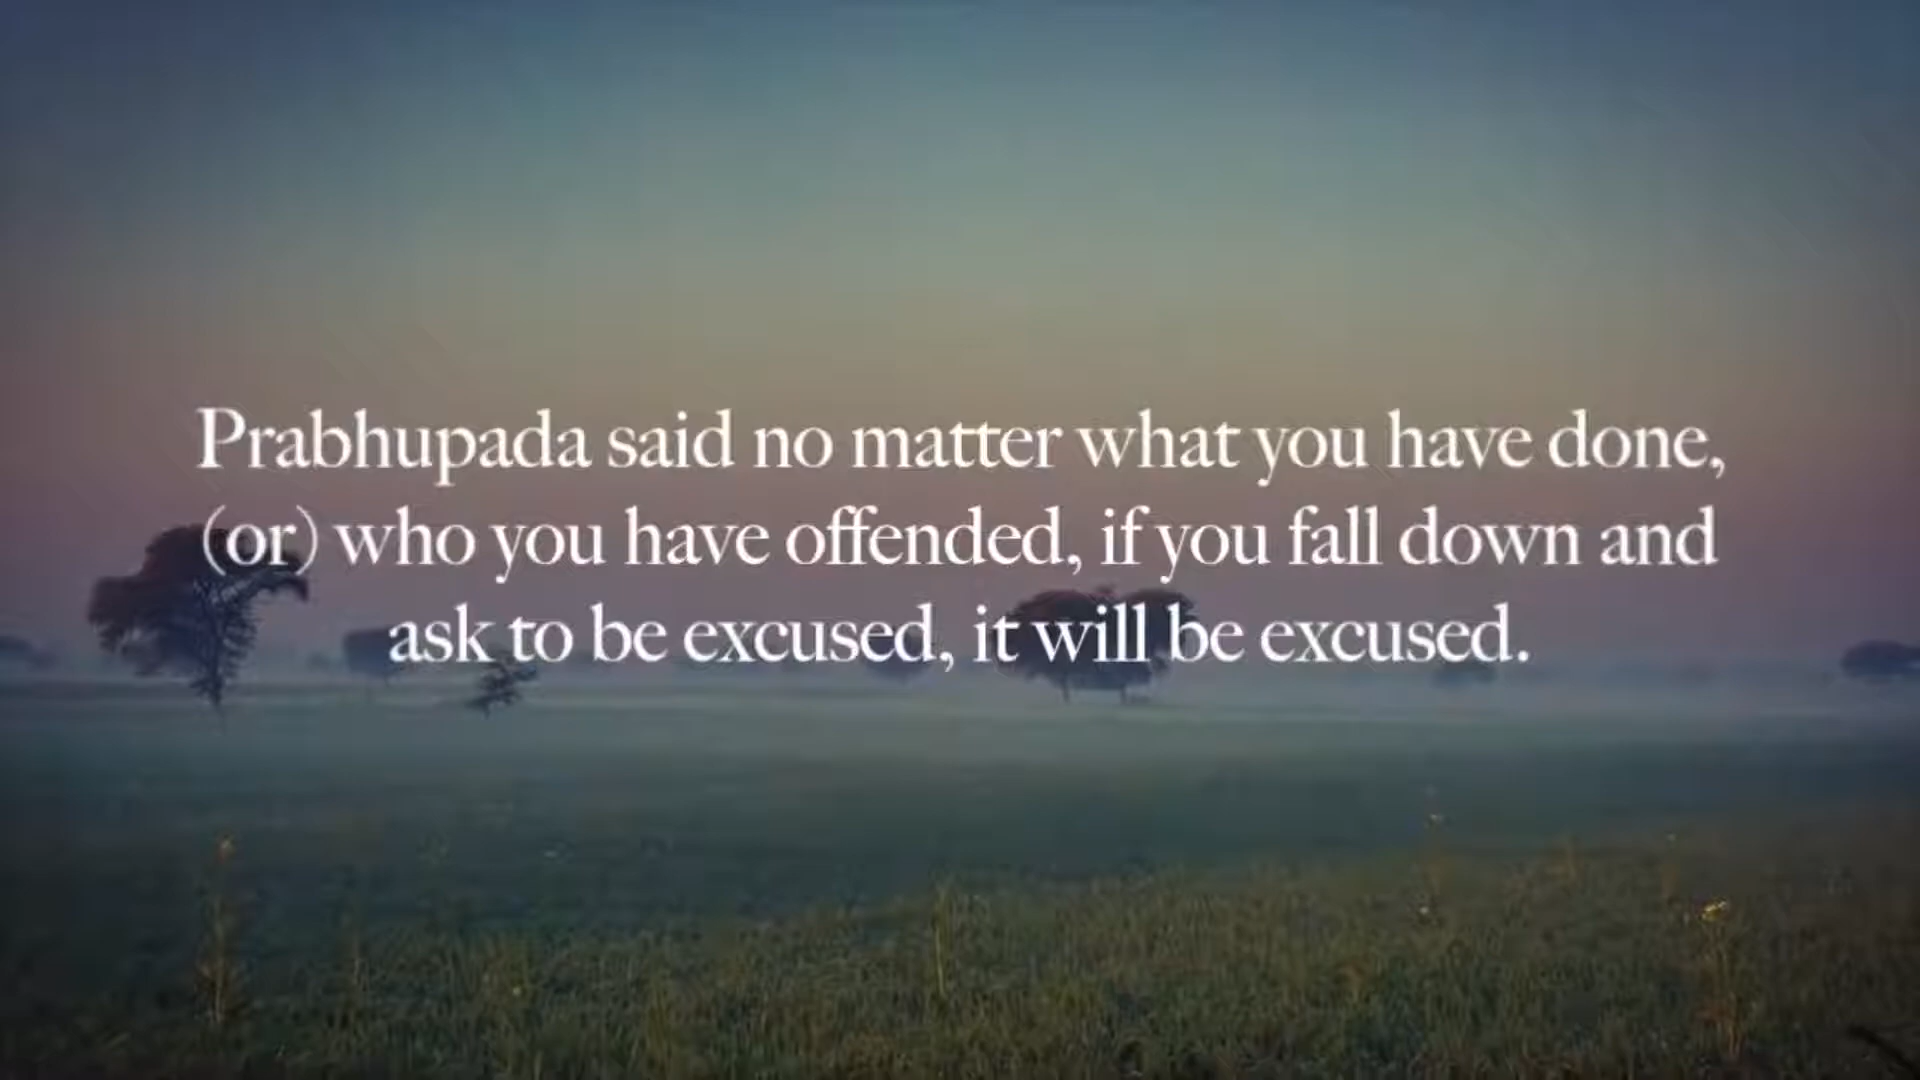 Prabhupada said no matter what you have done,
(or) who you have offended, if you fall down and
ask to be excused, it will be excused.